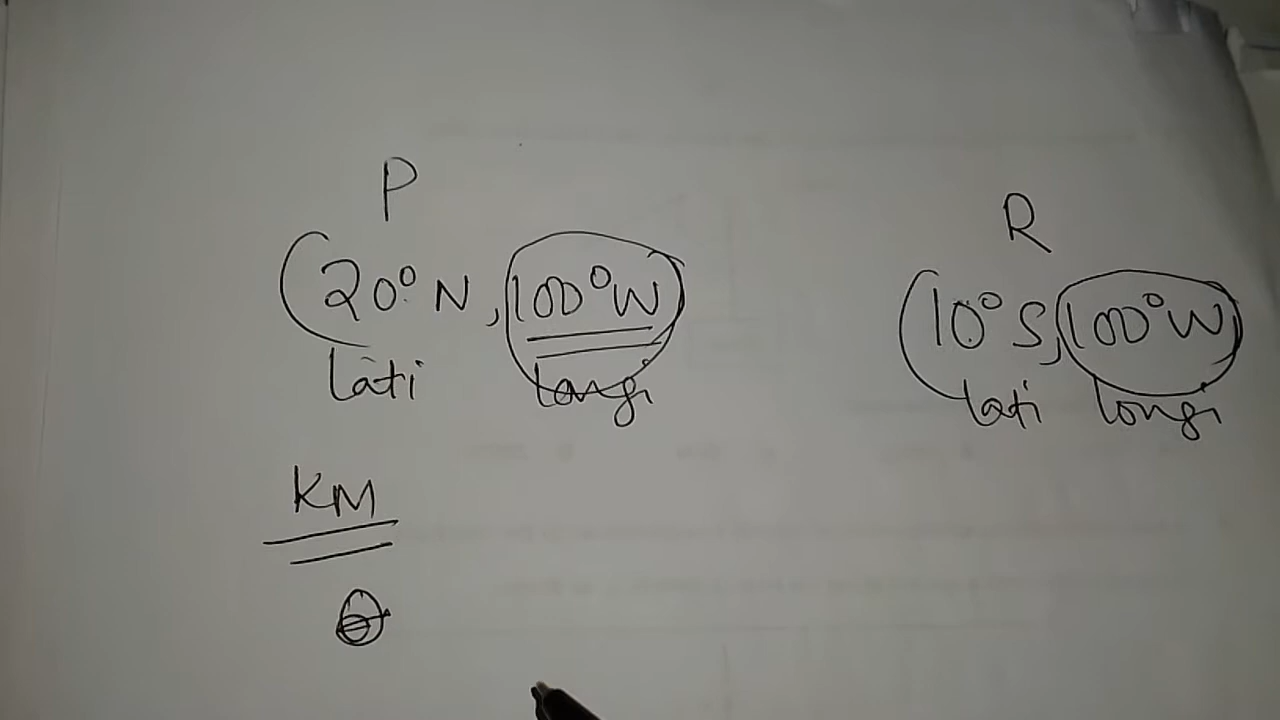 P
(20°N, 100°W)
lati longi
R
(10°S, 100°W)
lati longi
KM
θ